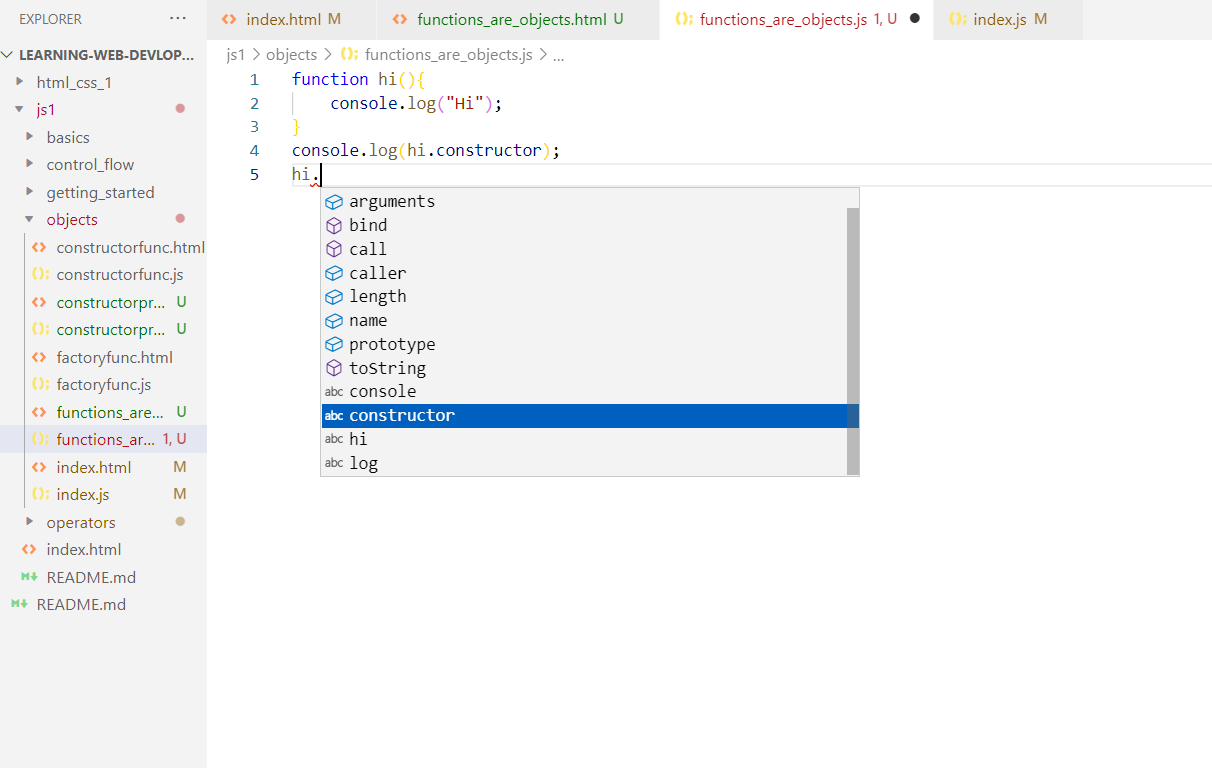 EXPLORER ...
LEARNING-WEB-DEVLOP...
html_css_1
js1
basics
control_flow
getting_started
objects
constructorfunc.html
constructorfunc.js
constructorpr... U
constructorpr... U
factoryfunc.html
factoryfunc.js
functions_are... U
functions_ar... 1, U
index.html M
index.js M
operators
index.html
README.md
README.md
index.html M functions_are_objects.html U functions_are_objects.js 1, U index.js M
js1 > objects > functions_are_objects.js > ...
1 function hi(){
2 console.log("Hi");
3 }
4 console.log(hi.constructor);
5 hi.
arguments
bind
call
caller
length
name
prototype
toString
abc console
abc constructor
abc hi
abc log